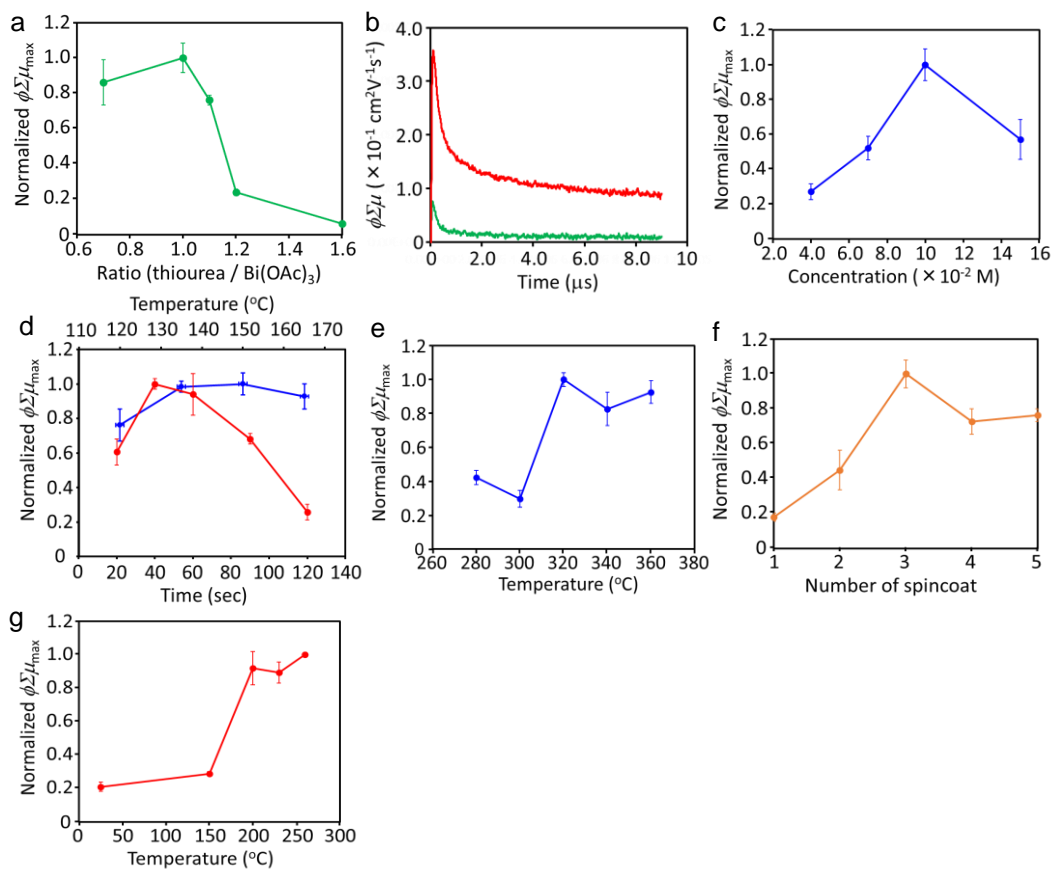 a
Normalized ϕΣμmax
1.2
1.0
0.8
0.6
0.4
0.2
0
0.6 0.8 1.0 1.2 1.4 1.6
Ratio (thiourea / Bi(OAc)3)
b
ϕΣμ (×10-1 cm2V-1s-1)
4.0
3.0
2.0
1.0
0
0 2.0 4.0 6.0 8.0 10
Time (μs)
c
Normalized ϕΣμmax
1.2
1.0
0.8
0.6
0.4
0.2
0
2.0 4.0 6.0 8.0 10 12 14 16
Concentration (×10-2 M)
d
Temperature (oC)
110 120 130 140 150 160 170
Normalized ϕΣμmax
1.2
1.0
0.8
0.6
0.4
0.2
0
0 20 40 60 80 100 120 140
Time (sec)
e
Normalized ϕΣμmax
1.2
1.0
0.8
0.6
0.4
0.2
0
260 280 300 320 340 360 380
Temperature (oC)
f
Normalized ϕΣμmax
1.2
1.0
0.8
0.6
0.4
0.2
0
1 2 3 4 5
Number of spincoat
g
Normalized ϕΣμmax
1.2
1.0
0.8
0.6
0.4
0.2
0
0 50 100 150 200 250 300
Temperature (oC)